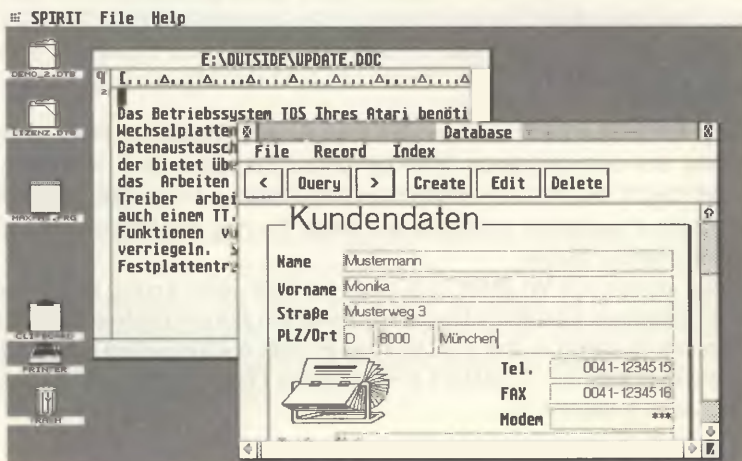 SPIRIT File Help
E:\OUTSIDE\UPDATE.DOC
DEMO_2.DTB
LIZENZ.DTB
Das Betriebssystem TOS Ihres Atari benöti
Wechselplatten
Datenaustausch
der bietet üb
das Arbeiten
Treiber arbei
auch einem TT.
Funktionen
verriegeln.
Festplattentr
CLIPBOARD
PRINTER
TRASH
Database
File Record Index
< Query > Create Edit Delete
Kundendaten
Name Mustermann
Vorname Monika
Straße Musterweg 3
PLZ/Ort D 8000 München
Tel. 0041-1234515
FAX 0041-1234516
Modem ***